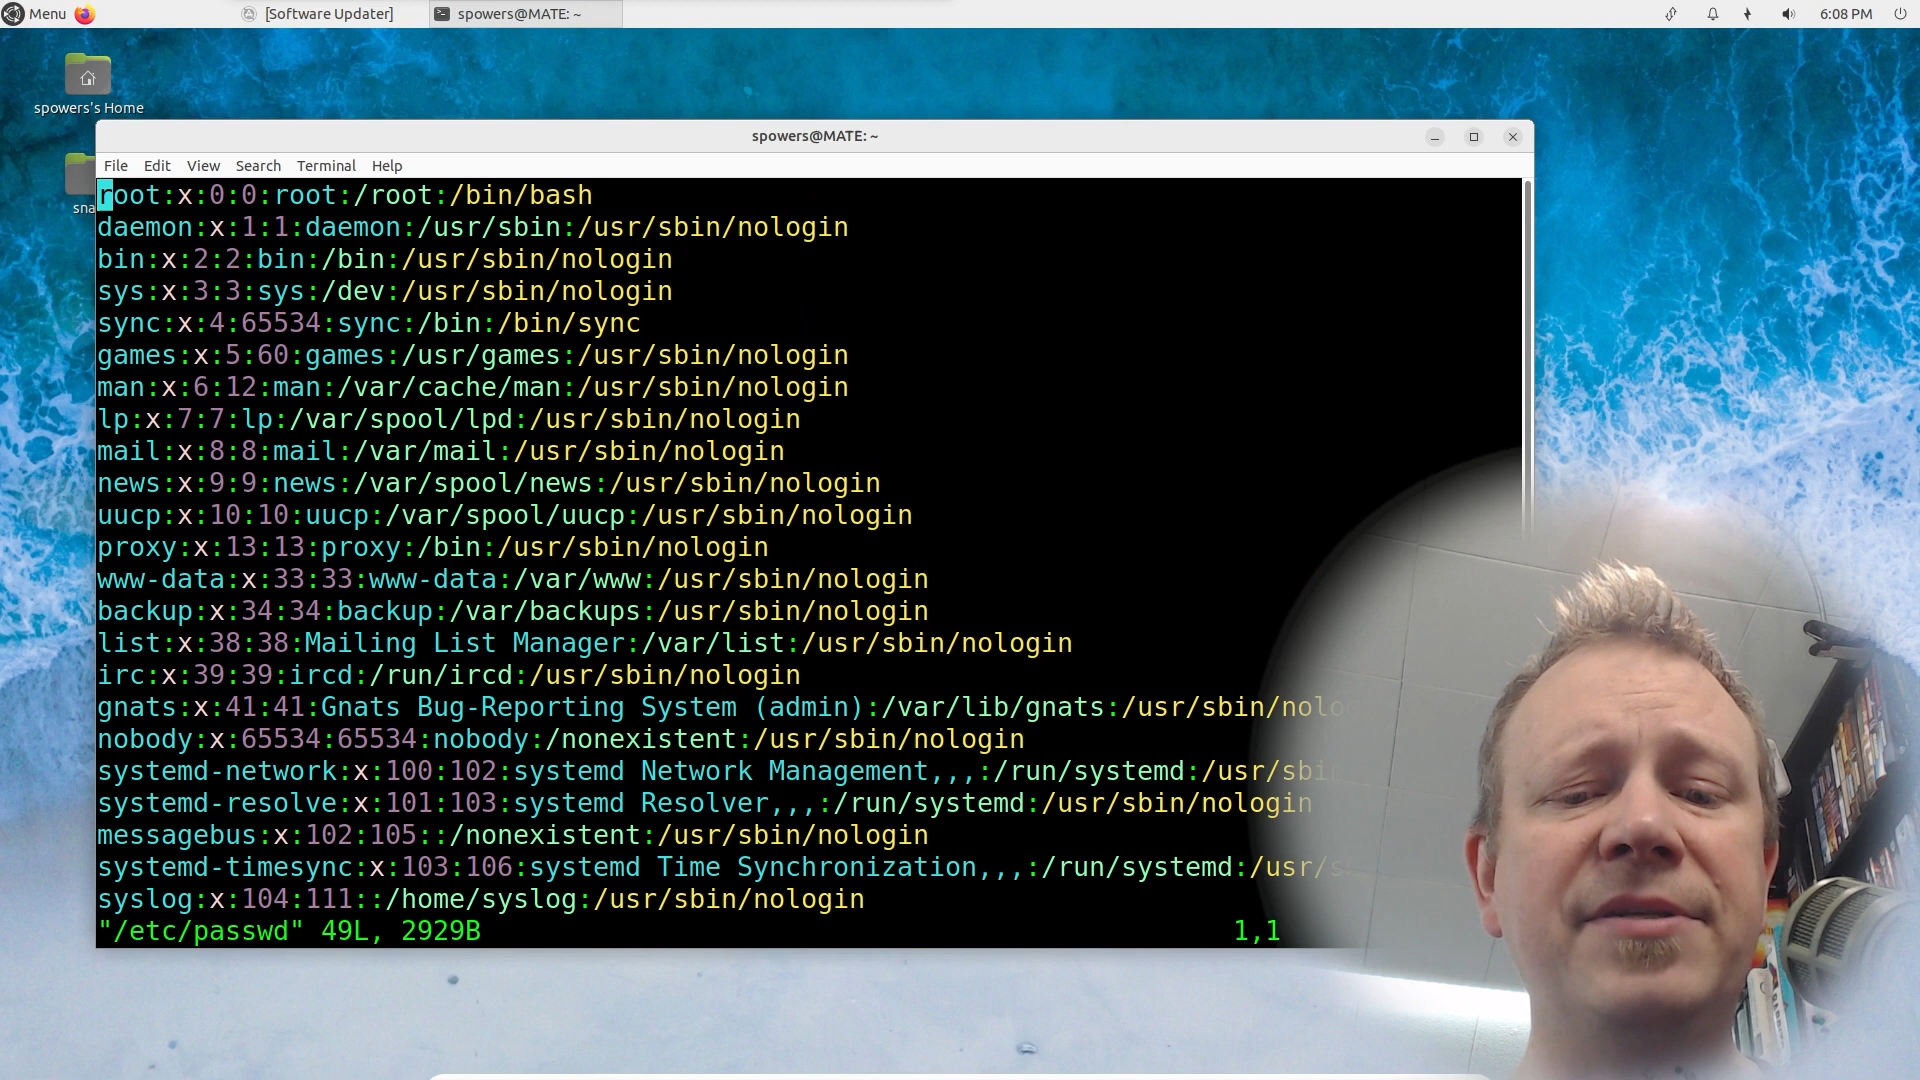 Menu [Software Updater] spowers@MATE: ~ 6:08 PM
spowers's Home
spowers@MATE: ~
File Edit View Search Terminal Help
sna
root:x:0:0:root:/root:/bin/bash
daemon:x:1:1:daemon:/usr/sbin:/usr/sbin/nologin
bin:x:2:2:bin:/bin:/usr/sbin/nologin
sys:x:3:3:sys:/dev:/usr/sbin/nologin
sync:x:4:65534:sync:/bin:/bin/sync
games:x:5:60:games:/usr/games:/usr/sbin/nologin
man:x:6:12:man:/var/cache/man:/usr/sbin/nologin
lp:x:7:7:lp:/var/spool/lpd:/usr/sbin/nologin
mail:x:8:8:mail:/var/mail:/usr/sbin/nologin
news:x:9:9:news:/var/spool/news:/usr/sbin/nologin
uucp:x:10:10:uucp:/var/spool/uucp:/usr/sbin/nologin
proxy:x:13:13:proxy:/bin:/usr/sbin/nologin
www-data:x:33:33:www-data:/var/www:/usr/sbin/nologin
backup:x:34:34:backup:/var/backups:/usr/sbin/nologin
list:x:38:38:Mailing List Manager:/var/list:/usr/sbin/nologin
irc:x:39:39:ircd:/run/ircd:/usr/sbin/nologin
gnats:x:41:41:Gnats Bug-Reporting System (admin):/var/lib/gnats:/usr/sbin/nolo
nobody:x:65534:65534:nobody:/nonexistent:/usr/sbin/nologin
systemd-network:x:100:102:systemd Network Management,,,:/run/systemd:/usr/sbin
systemd-resolve:x:101:103:systemd Resolver,,,:/run/systemd:/usr/sbin/nologin
messagebus:x:102:105::/nonexistent:/usr/sbin/nologin
systemd-timesync:x:103:106:systemd Time Synchronization,,,:/run/systemd:/usr/s
syslog:x:104:111::/home/syslog:/usr/sbin/nologin
"/etc/passwd" 49L, 2929B 1,1